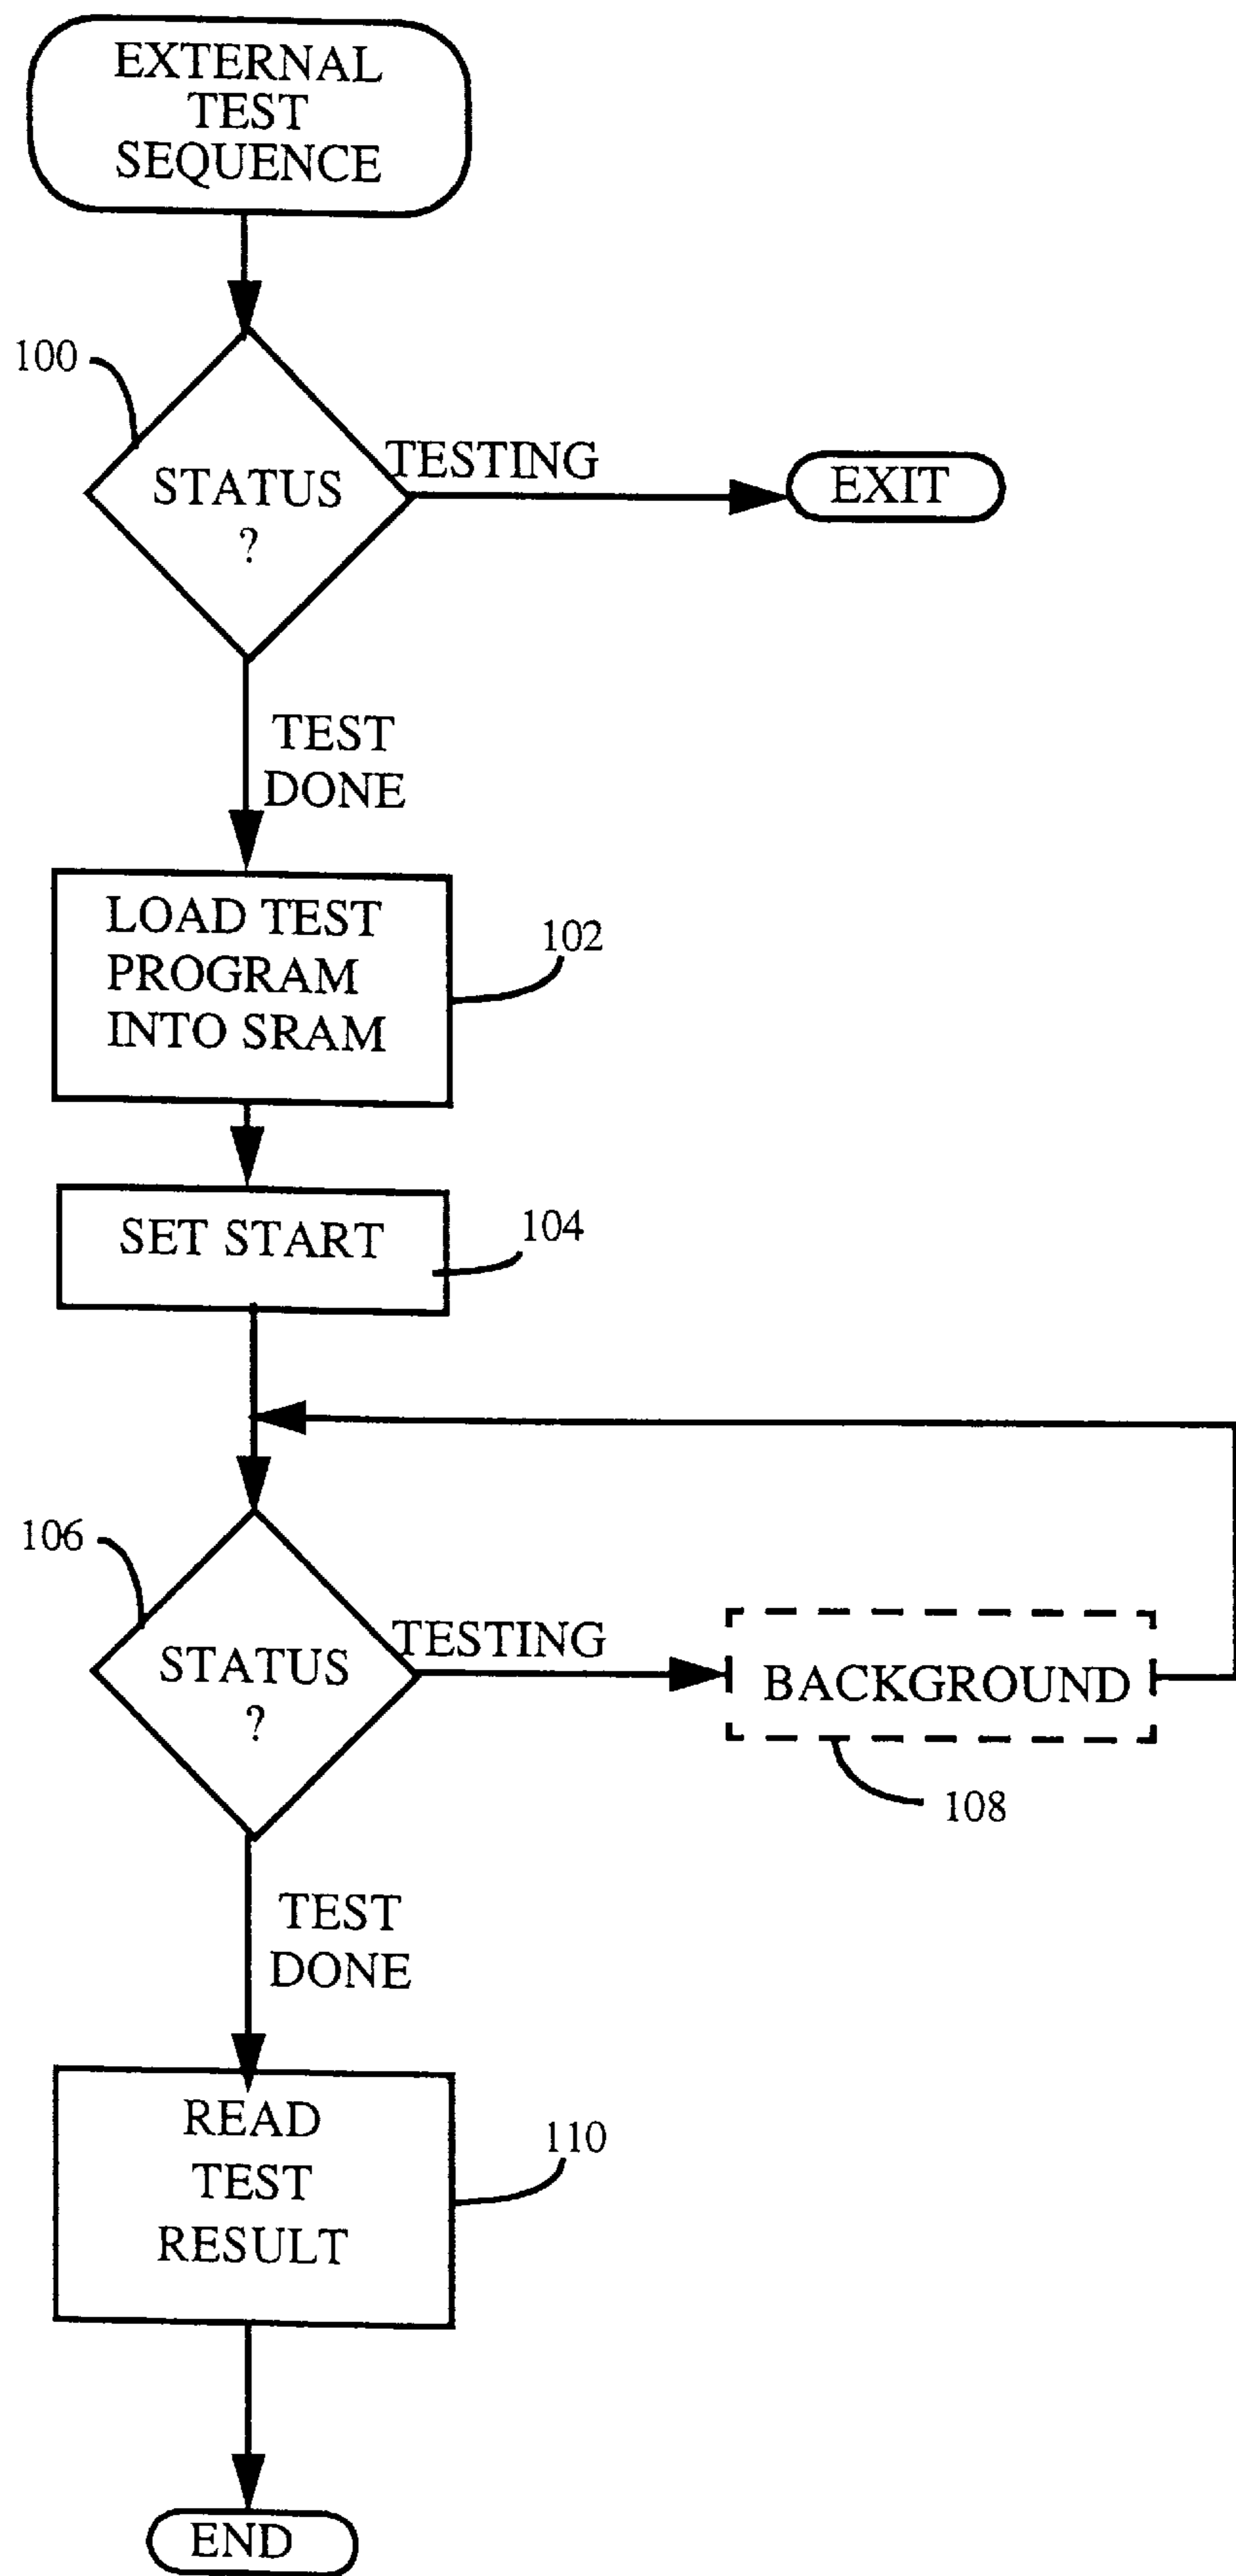 EXTERNAL
TEST
SEQUENCE
100
STATUS
?
TESTING
EXIT
TEST
DONE
LOAD TEST
PROGRAM
INTO SRAM
102
SET START
104
106
STATUS
?
TESTING
BACKGROUND
108
TEST
DONE
READ
TEST
RESULT
110
END